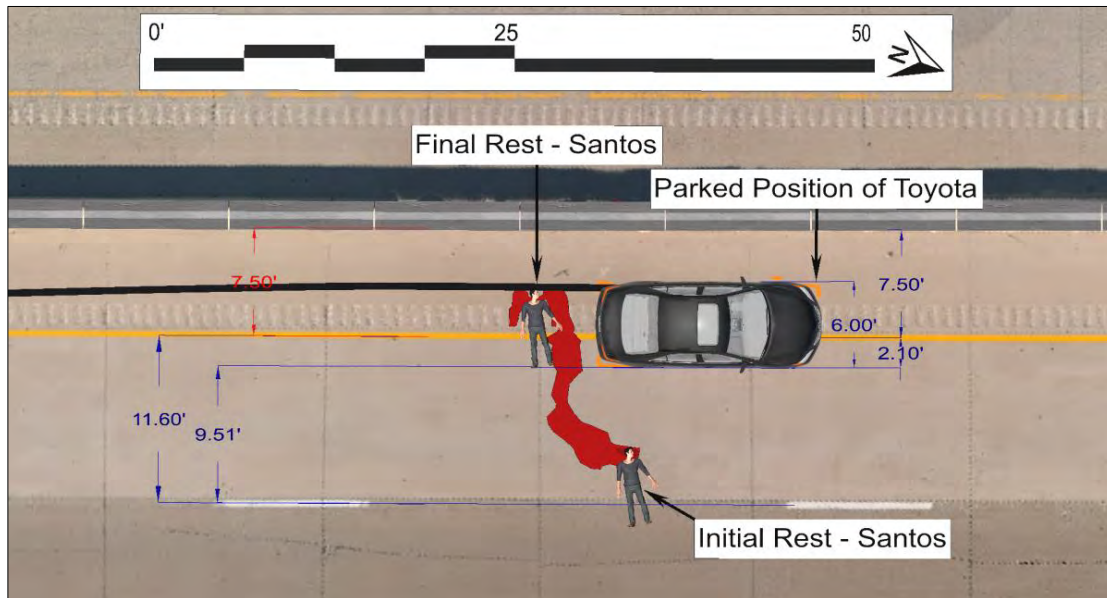 0'
25
50
N
Final Rest - Santos
Parked Position of Toyota
7.50'
7.50'
6.00'
2.10'
11.60'
9.51'
Initial Rest - Santos